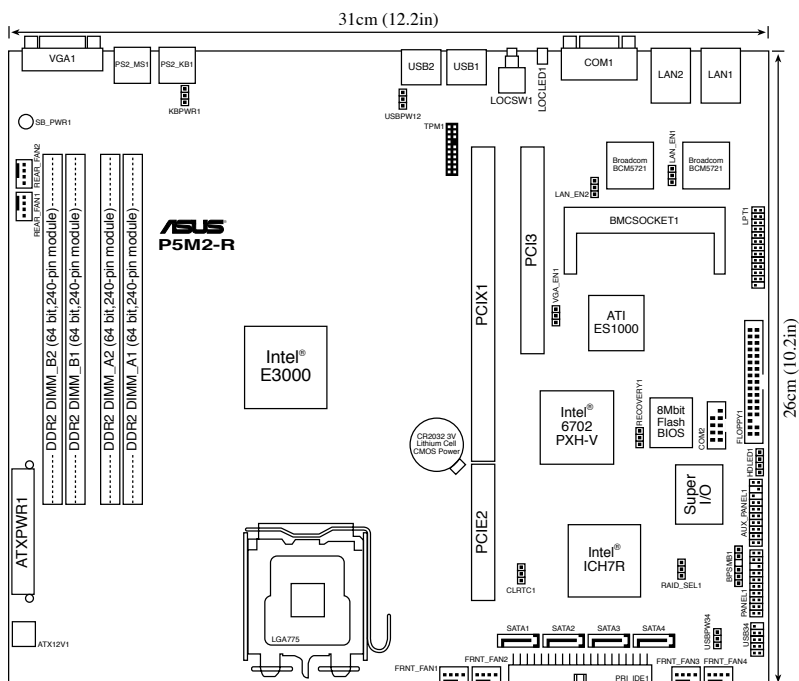 31cm (12.2in)
VGA1
PS2_MS1
PS2_KB1
KBPWR1
USB2
USB1
USBPW12
LOCSW1
LOCLED1
COM1
LAN2
LAN1
SB_PWR1
TPM1
REAR_FAN2
REAR_FAN1
LAN_EN1
LAN_EN2
Broadcom
BCM5721
Broadcom
BCM5721
BMCSOCKET1
LPT1
ASUS
P5M2-R
DDR2 DIMM_B2 (64 bit,240-pin module)
DDR2 DIMM_B1 (64 bit,240-pin module)
DDR2 DIMM_A2 (64 bit,240-pin module)
DDR2 DIMM_A1 (64 bit,240-pin module)
PCIX1
PCI3
VGA_EN1
ATI
ES1000
26cm (10.2in)
Intel®
E3000
Intel®
6702
PXH-V
RECOVERY1
8Mbit
Flash
BIOS
COM2
FLOPPY1
CR2032 3V
Lithium Cell
CMOS Power
HDLED1
Super
I/O
AUX_PANEL1
ATXPWR1
PCIE2
CLRTC1
Intel®
ICH7R
RAID_SEL1
BPSMB1
PANEL1
LGA775
ATX12V1
SATA1
SATA2
SATA3
SATA4
USBPW34
USB34
FRNT_FAN1
FRNT_FAN2
PRI_IDE1
FRNT_FAN3
FRNT_FAN4